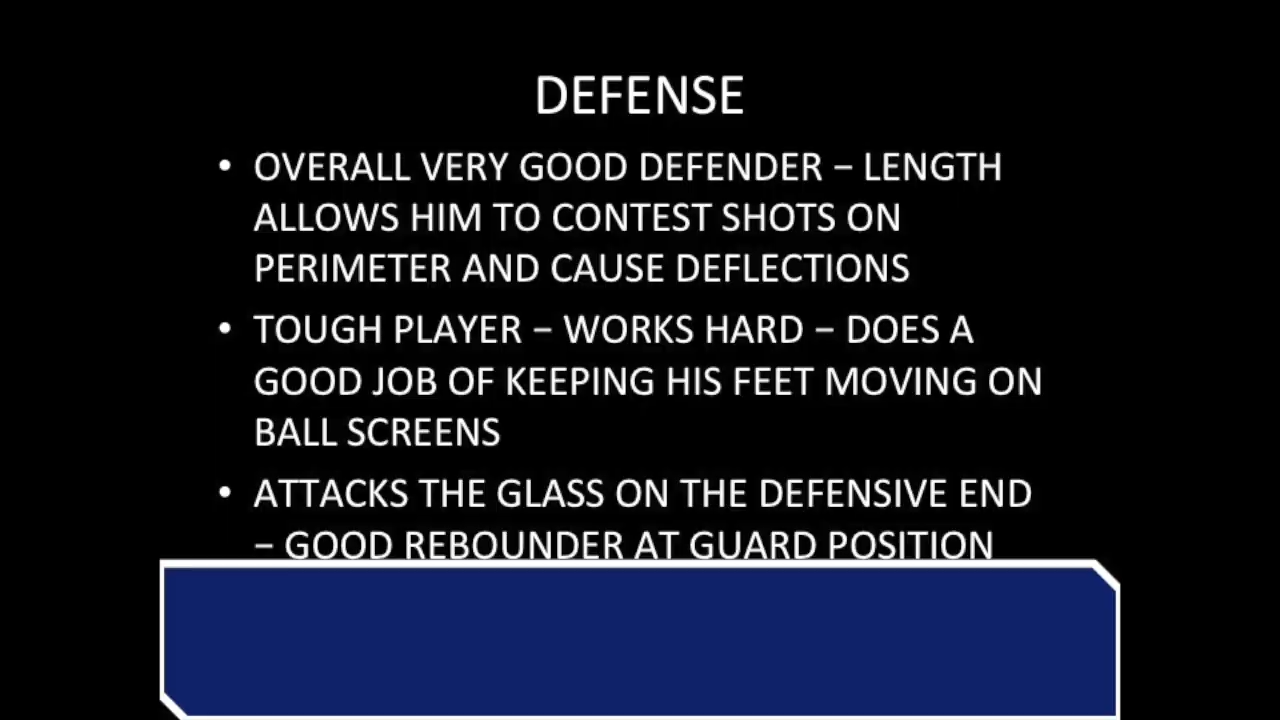 DEFENSE
• OVERALL VERY GOOD DEFENDER – LENGTH
ALLOWS HIM TO CONTEST SHOTS ON
PERIMETER AND CAUSE DEFLECTIONS
• TOUGH PLAYER – WORKS HARD – DOES A
GOOD JOB OF KEEPING HIS FEET MOVING ON
BALL SCREENS
• ATTACKS THE GLASS ON THE DEFENSIVE END
– GOOD REBOUNDER AT GUARD POSITION